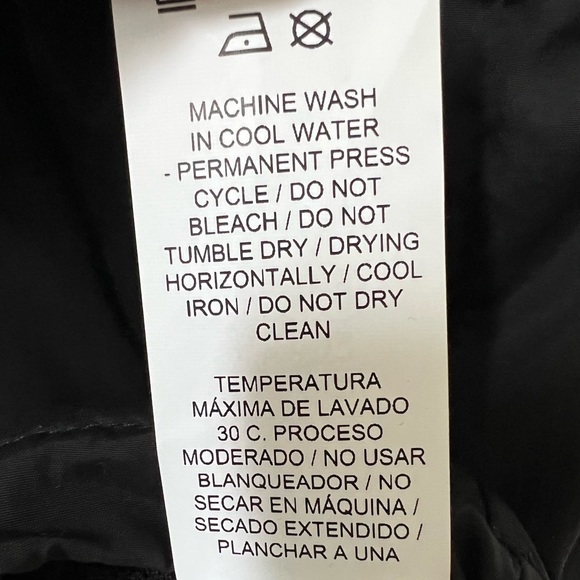 MACHINE WASH
IN COOL WATER
- PERMANENT PRESS
CYCLE / DO NOT
BLEACH / DO NOT
TUMBLE DRY / DRYING
HORIZONTALLY / COOL
IRON / DO NOT DRY
CLEAN
TEMPERATURA
MÁXIMA DE LAVADO
30 C. PROCESO
MODERADO / NO USAR
BLANQUEADOR / NO
SECAR EN MÁQUINA /
SECADO EXTENDIDO /
PLANCHAR A UNA